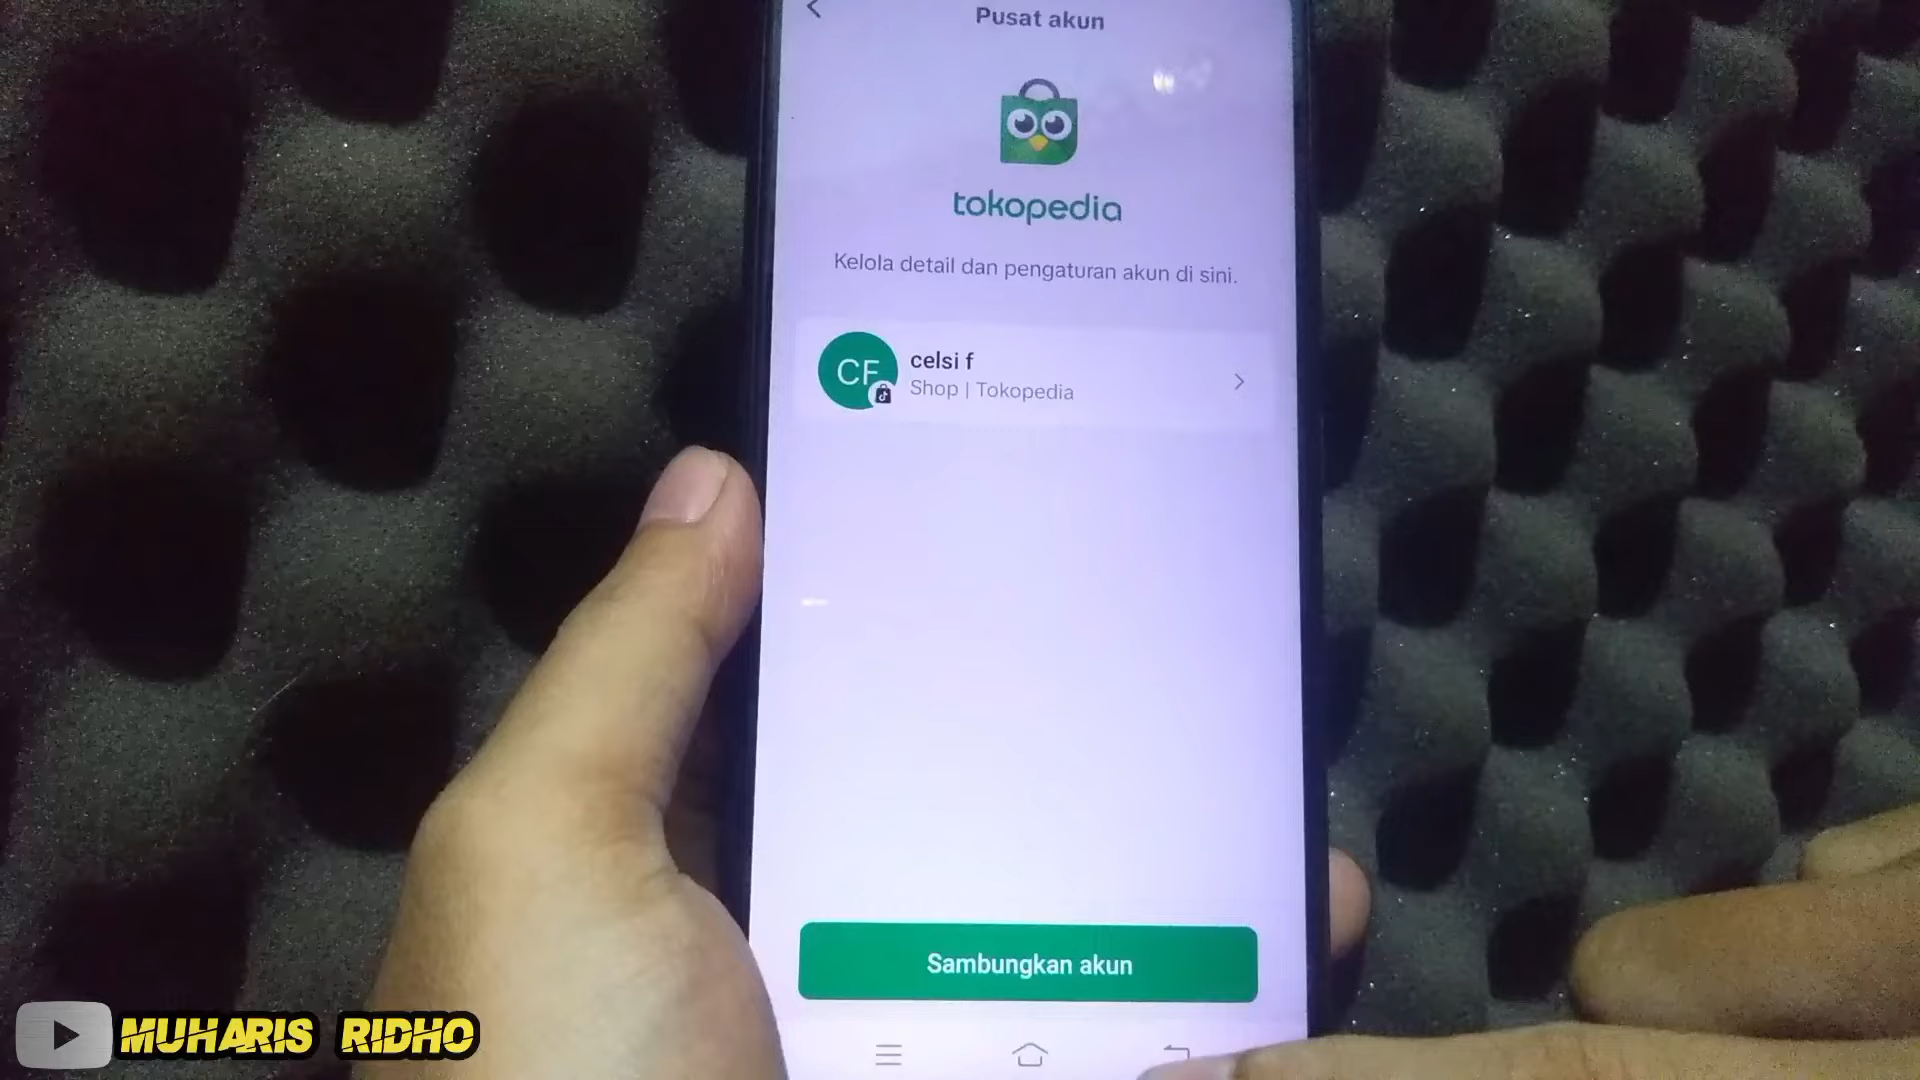 Pusat akun
tokopedia
Kelola detail dan pengaturan akun di sini.
CF
celsi f
Shop | Tokopedia
Sambungkan akun
MUHARIS RIDHO